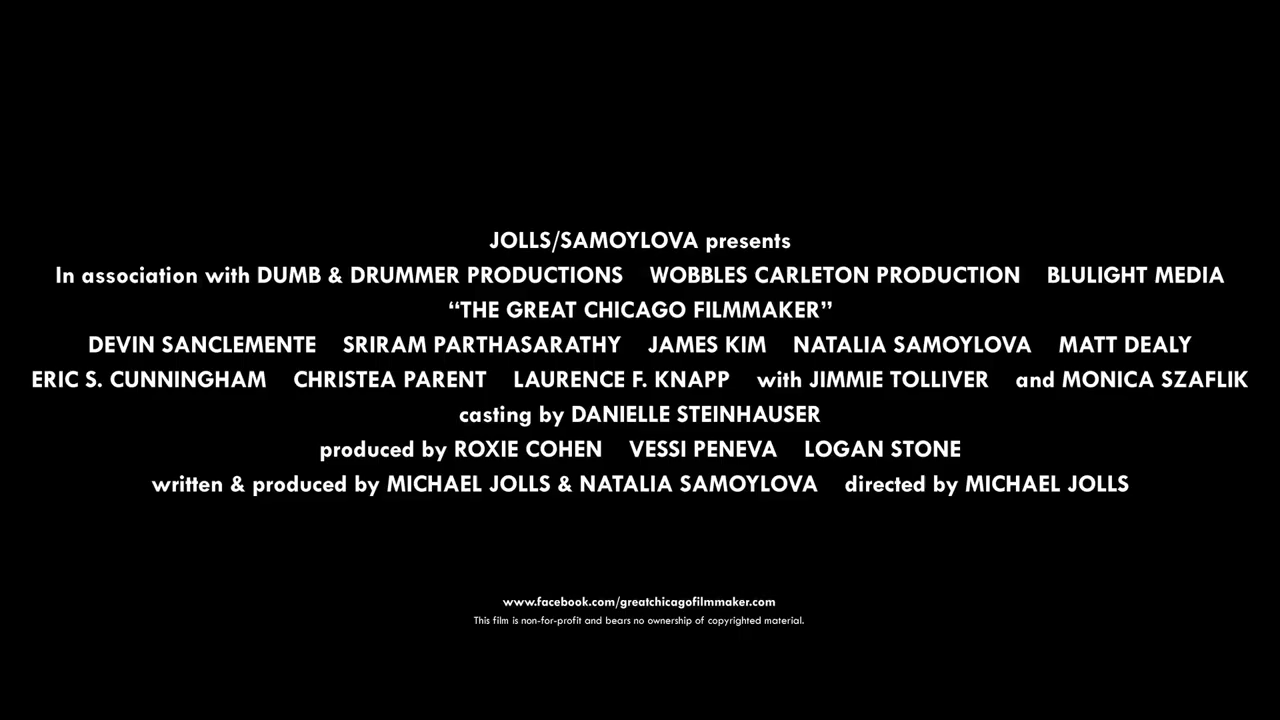 JOLLS/SAMOYLOVA presents
In association with DUMB & DRUMMER PRODUCTIONS WOBBLES CARLETON PRODUCTION BLULIGHT MEDIA
“THE GREAT CHICAGO FILMMAKER”
DEVIN SANCLEMENTE SRIRAM PARTHASARATHY JAMES KIM NATALIA SAMOYLOVA MATT DEALY
ERIC S. CUNNINGHAM CHRISTEA PARENT LAURENCE F. KNAPP with JIMMIE TOLLIVER and MONICA SZAFLIK
casting by DANIELLE STEINHAUSER
produced by ROXIE COHEN VESSI PENEVA LOGAN STONE
written & produced by MICHAEL JOLLS & NATALIA SAMOYLOVA directed by MICHAEL JOLLS
www.facebook.com/greatchicagofilmmaker.com
This film is non-for-profit and bears no ownership of copyrighted material.